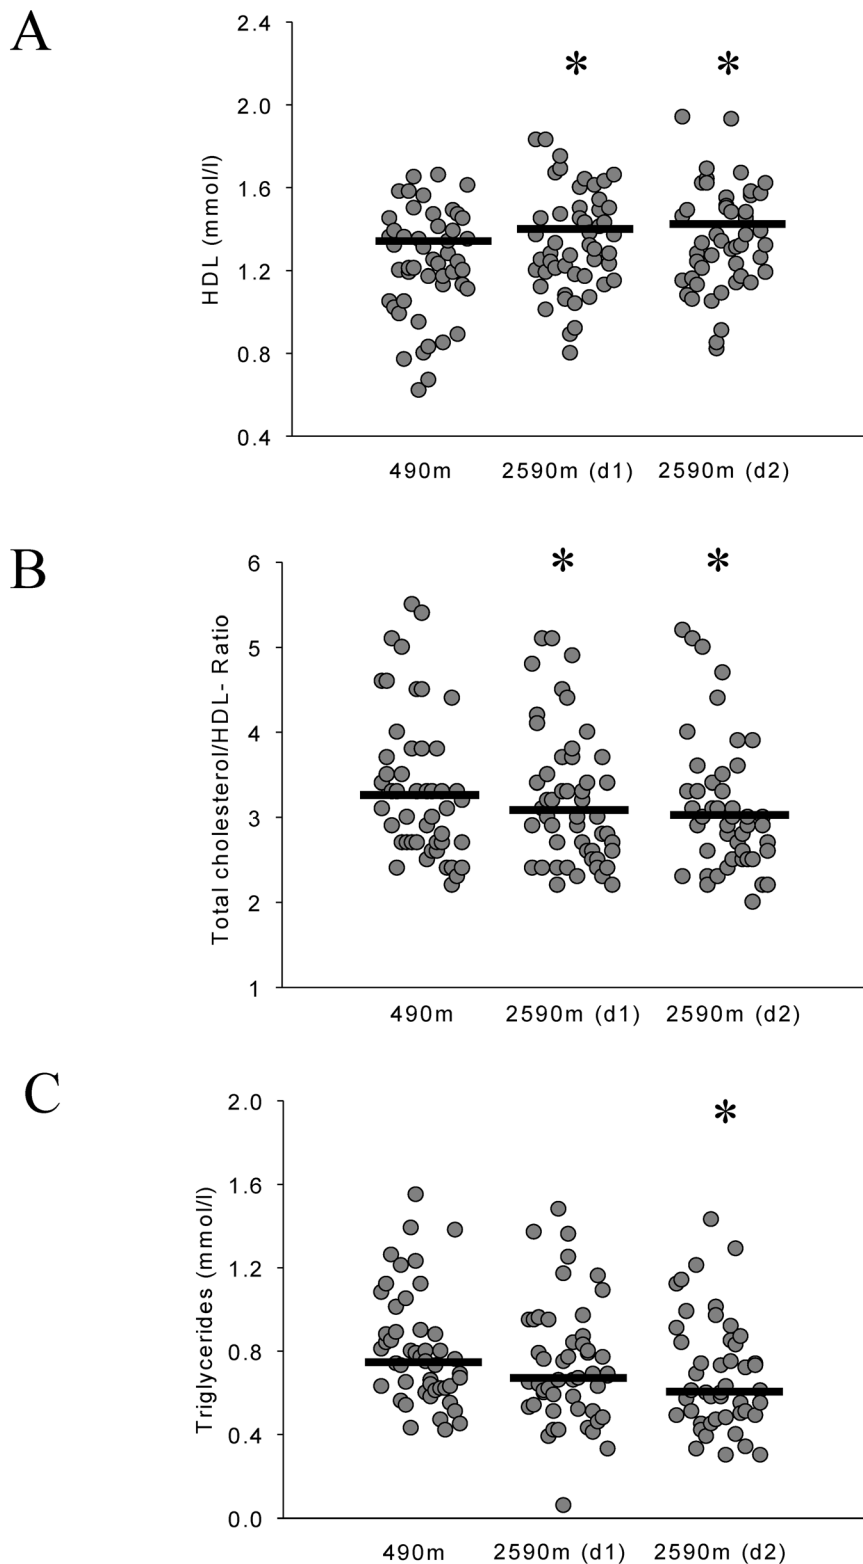 A
HDL (mmol/l)
2.4
2.0
1.6
1.2
0.8
0.4
* *
490m 2590m (d1) 2590m (d2)
B
Total cholesterol/HDL- Ratio
6
5
4
3
2
1
* *
490m 2590m (d1) 2590m (d2)
C
Triglycerides (mmol/l)
2.0
1.6
1.2
0.8
0.4
0.0
*
490m 2590m (d1) 2590m (d2)